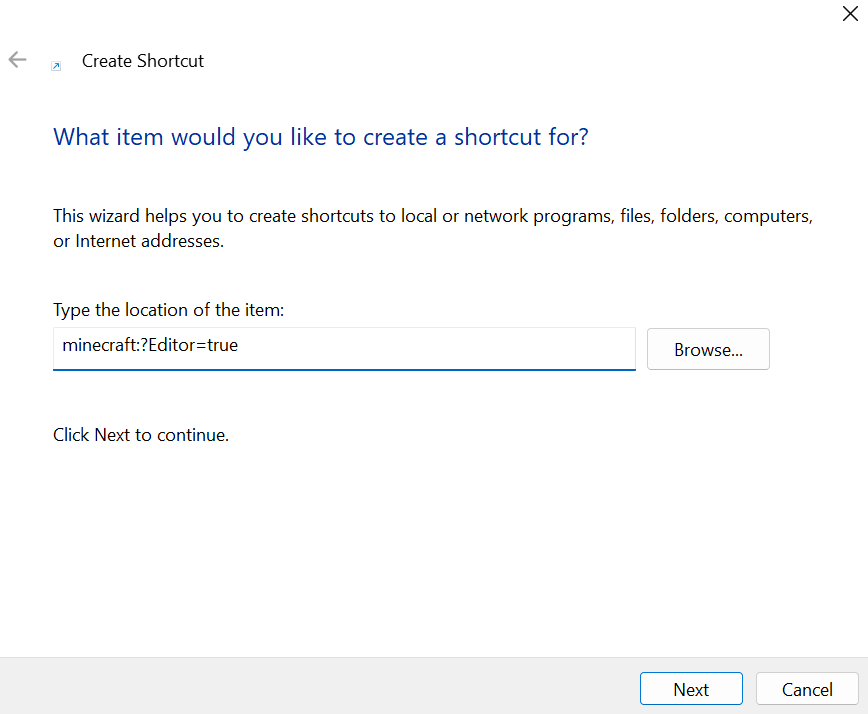 Create Shortcut
What item would you like to create a shortcut for?
This wizard helps you to create shortcuts to local or network programs, files, folders, computers,
or Internet addresses.
Type the location of the item:
minecraft:?Editor=true
Browse...
Click Next to continue.
Next
Cancel